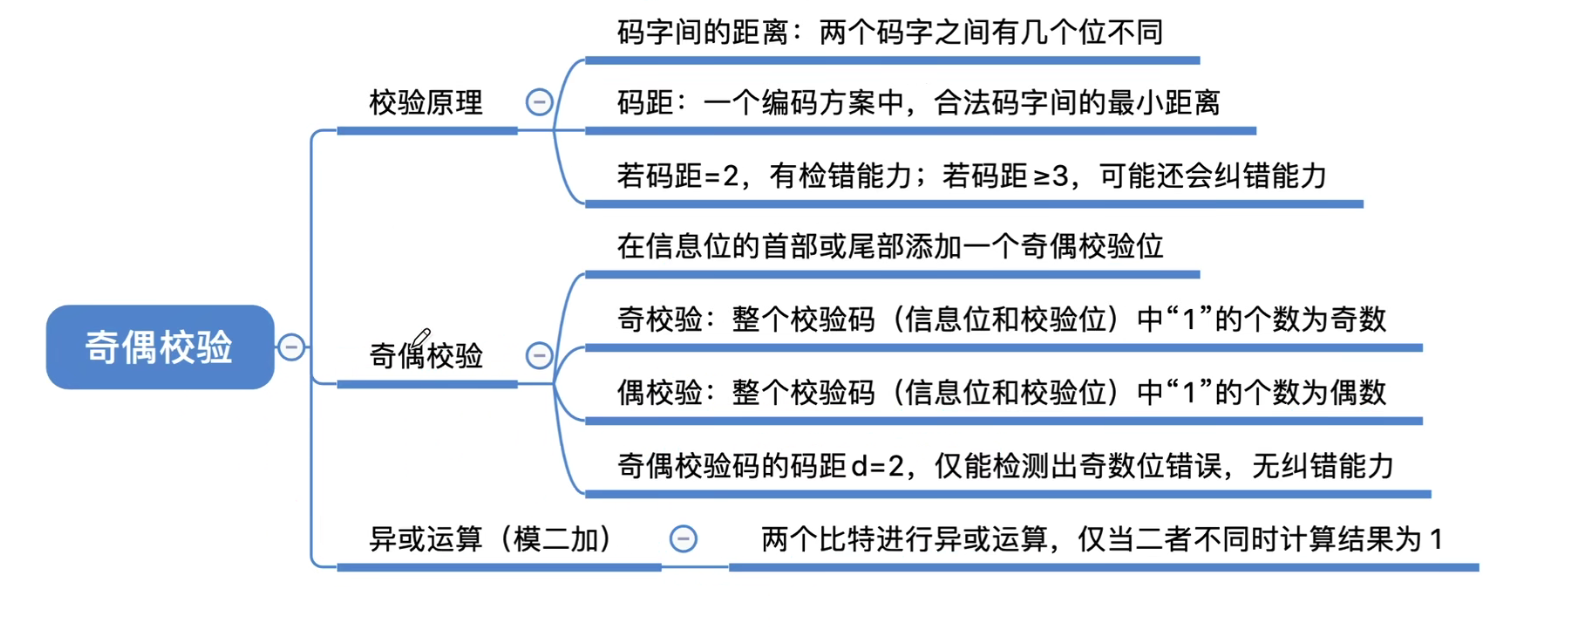 码字间的距离：两个码字之间有几个位不同
校验原理
码距：一个编码方案中，合法码字间的最小距离
若码距=2，有检错能力；若码距≥3，可能还会纠错能力
奇偶校验
在信息位的首部或尾部添加一个奇偶校验位
奇校验：整个校验码（信息位和校验位）中“1”的个数为奇数
奇偶校验
偶校验：整个校验码（信息位和校验位）中“1”的个数为偶数
奇偶校验码的码距d=2，仅能检测出奇数位错误，无纠错能力
异或运算（模二加）
两个比特进行异或运算，仅当二者不同时计算结果为1